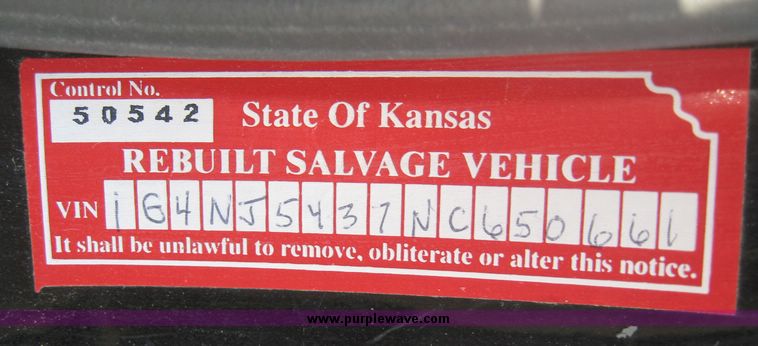 Control No.
50542
State Of Kansas
REBUILT SALVAGE VEHICLE
VIN 1G4NJ5437NC650661
It shall be unlawful to remove, obliterate or alter this notice.
www.purplewave.com